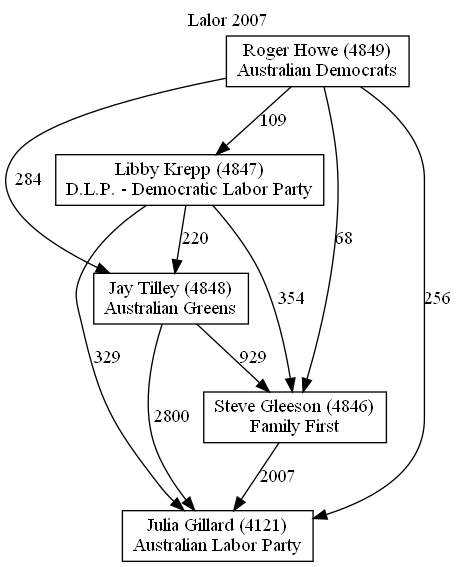 Lalor 2007
Roger Howe (4849)
Australian Democrats
109
Libby Krepp (4847)
D.L.P. - Democratic Labor Party
284
220
68
Jay Tilley (4848)
Australian Greens
354
256
329
929
Steve Gleeson (4846)
Family First
2800
2007
Julia Gillard (4121)
Australian Labor Party